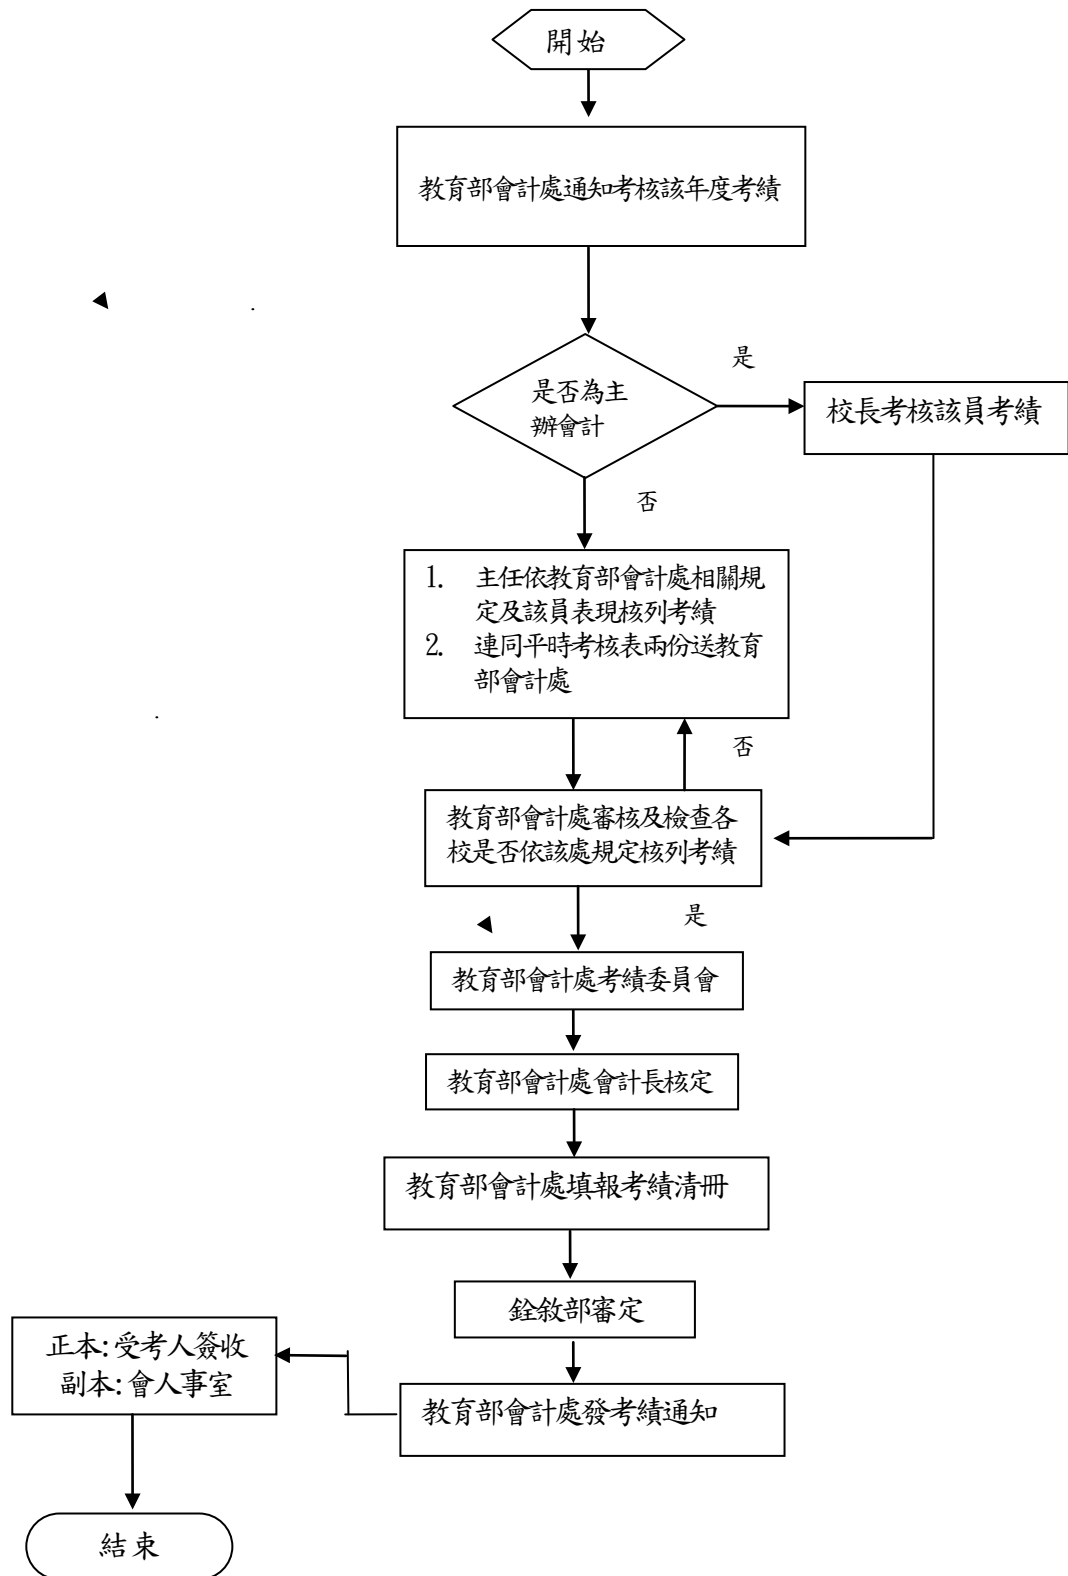 開始
教育部會計處通知考核該年度考績
是否為主
辦會計
是
校長考核該員考績
否
1. 主任依教育部會計處相關規
定及該員表現核列考績
2. 連同平時考核表兩份送教育
部會計處
否
教育部會計處審核及檢查各
校是否依該處規定核列考績
是
教育部會計處考績委員會
教育部會計處會計長核定
教育部會計處填報考績清冊
銓敘部審定
教育部會計處發考績通知
正本:受考人簽收
副本:會人事室
結束